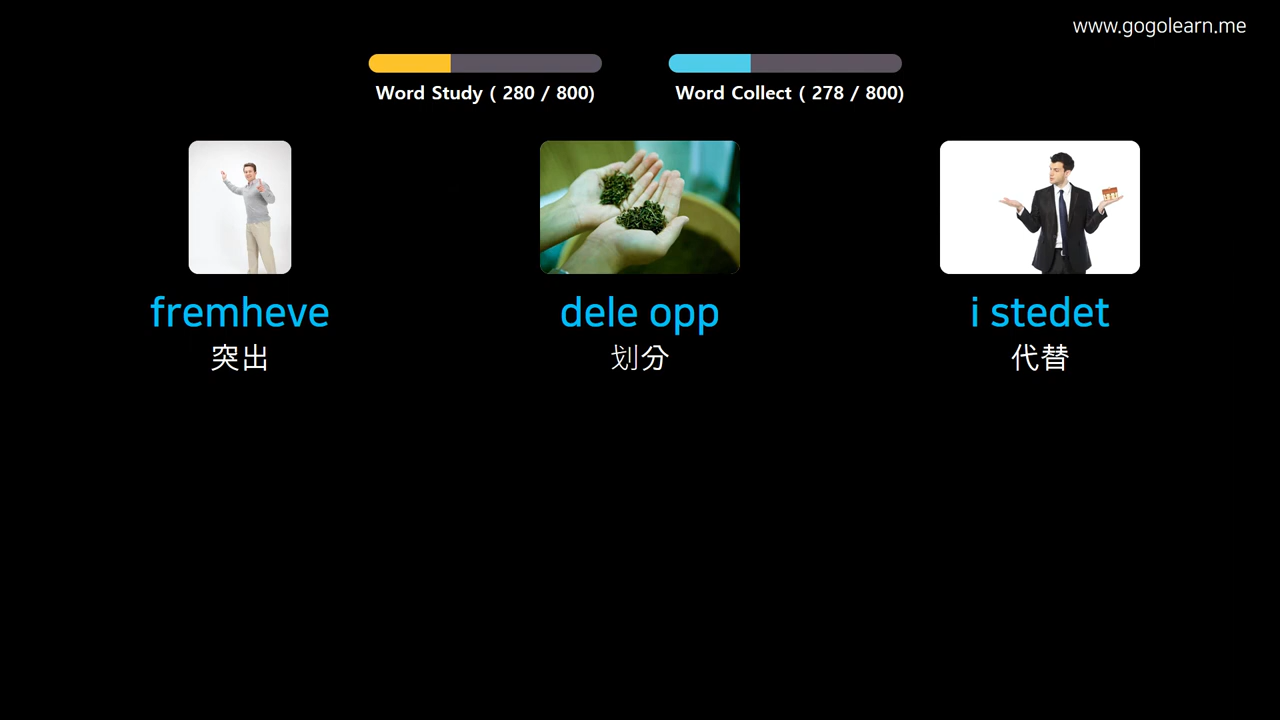 www.gogolearn.me
Word Study ( 280 / 800)
Word Collect ( 278 / 800)
fremheve
突出
dele opp
划分
i stedet
代替